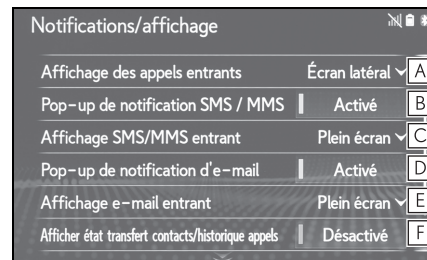 Notifications/affichage
Affichage des appels entrants Écran latéral A
Pop-up de notification SMS / MMS Activé B
Affichage SMS/MMS entrant Plein écran C
Pop-up de notification d'e-mail Activé D
Affichage e-mail entrant Plein écran E
Afficher état transfert contacts/historique appels Désactivé F